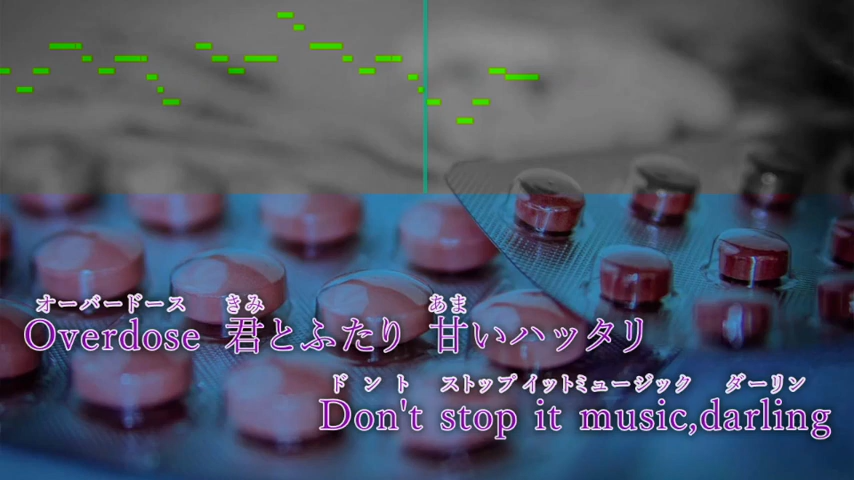 オーバードース きみ あま
Overdose 君とふたり 甘いハッタリ
ドント ストップイットミュージック ダーリン
Don't stop it music,darling